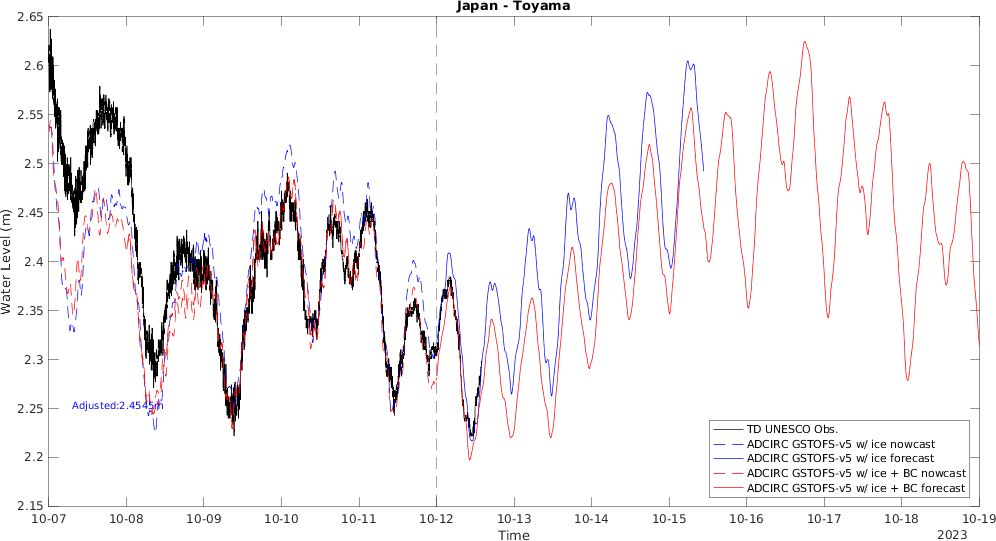 Japan - Toyama
2.65
2.6
2.55
2.5
2.45
2.4
2.35
2.3
2.25
2.2
2.15
Water Level (m)
Adjusted:2.4545m
TD UNESCO Obs.
ADCIRC GSTOFS-v5 w/ ice nowcast
ADCIRC GSTOFS-v5 w/ ice forecast
ADCIRC GSTOFS-v5 w/ ice + BC nowcast
ADCIRC GSTOFS-v5 w/ ice + BC forecast
10-07 10-08 10-09 10-10 10-11 10-12 10-13 10-14 10-15 10-16 10-17 10-18 10-19
Time
2023